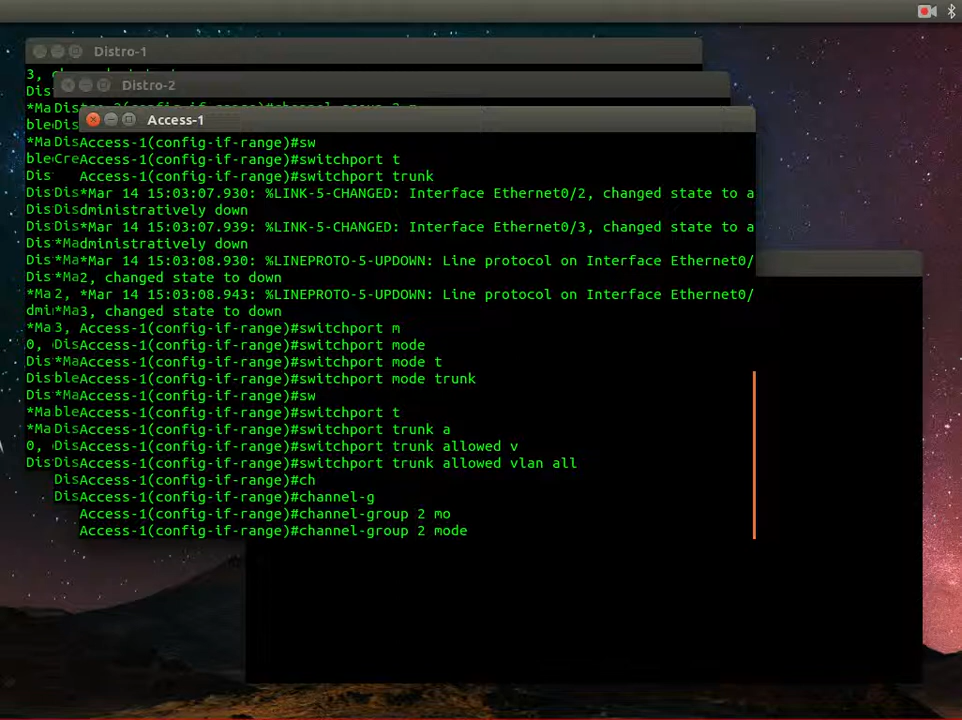 Distro-1
3,
Distro-2
Dis
*Ma
Access-1
Access-1(config-if-range)#sw
Access-1(config-if-range)#switchport t
Access-1(config-if-range)#switchport trunk
*Mar 14 15:03:07.930: %LINK-5-CHANGED: Interface Ethernet0/2, changed state to a
dministratively down
*Mar 14 15:03:07.939: %LINK-5-CHANGED: Interface Ethernet0/3, changed state to a
dministratively down
*Mar 14 15:03:08.930: %LINEPROTO-5-UPDOWN: Line protocol on Interface Ethernet0/
2, changed state to down
*Mar 14 15:03:08.943: %LINEPROTO-5-UPDOWN: Line protocol on Interface Ethernet0/
3, changed state to down
Access-1(config-if-range)#switchport m
Access-1(config-if-range)#switchport mode
Access-1(config-if-range)#switchport mode t
Access-1(config-if-range)#switchport mode trunk
Access-1(config-if-range)#sw
Access-1(config-if-range)#switchport t
Access-1(config-if-range)#switchport trunk a
Access-1(config-if-range)#switchport trunk allowed v
Access-1(config-if-range)#switchport trunk allowed vlan all
Access-1(config-if-range)#ch
Access-1(config-if-range)#channel-g
Access-1(config-if-range)#channel-group 2 mo
Access-1(config-if-range)#channel-group 2 mode